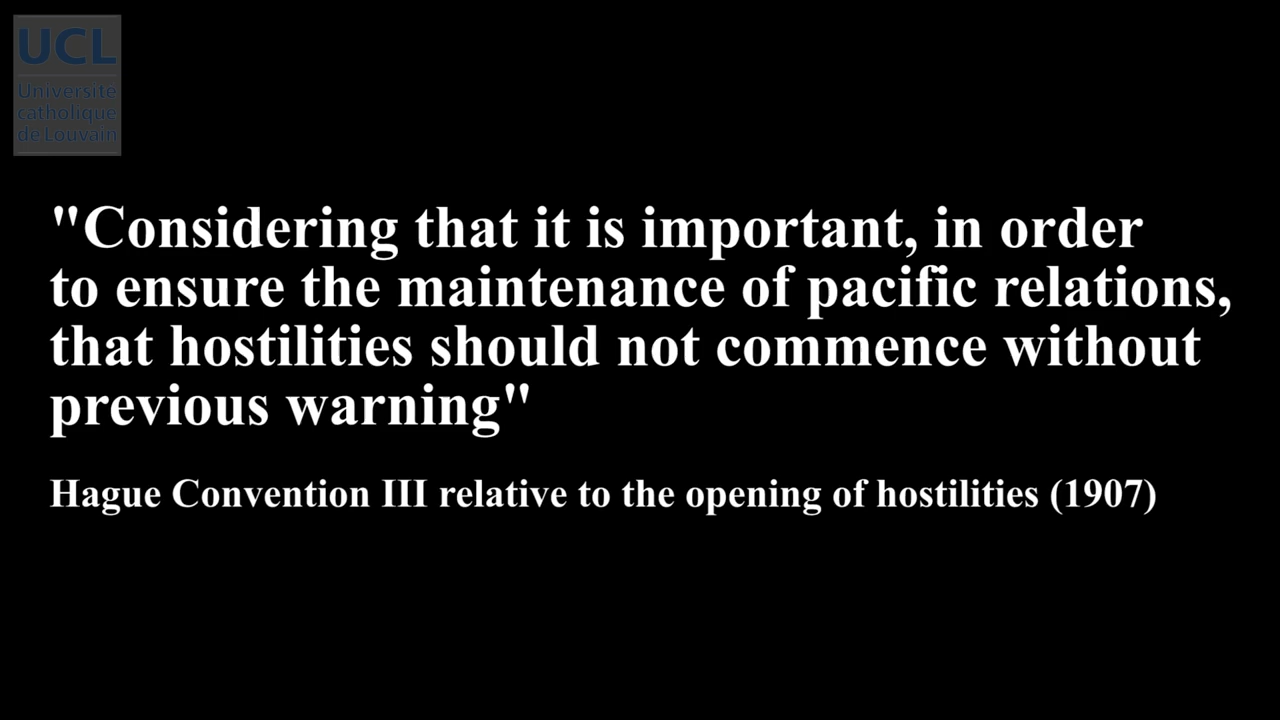 UCL
Université
catholique
de Louvain
"Considering that it is important, in order
to ensure the maintenance of pacific relations,
that hostilities should not commence without
previous warning"
Hague Convention III relative to the opening of hostilities (1907)